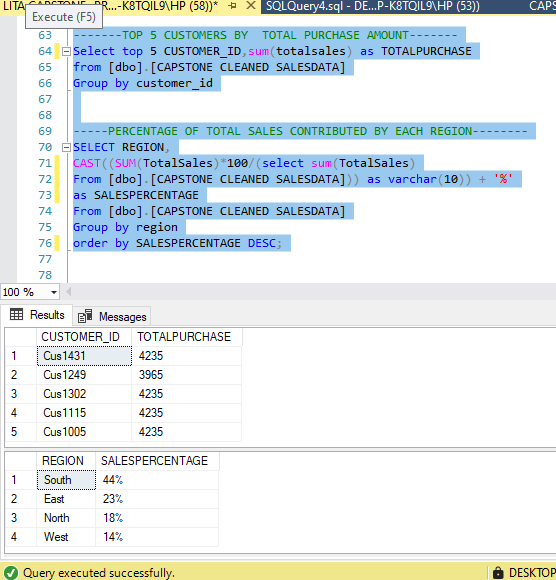 LITA CAPSTONE_PR...-K8TQIL9\HP (58))*
SQLQuery4.sql - DE...P-K8TQIL9\HP (53))
CAPS
Execute (F5)
63 -------TOP 5 CUSTOMERS BY  TOTAL PURCHASE AMOUNT-------
64 Select top 5 CUSTOMER_ID,sum(totalsales) as TOTALPURCHASE
65 from [dbo].[CAPSTONE CLEANED SALESDATA]
66 Group by customer_id
67
68
69 -----PERCENTAGE OF TOTAL SALES CONTRIBUTED BY EACH REGION--------
70 SELECT REGION,
71 CAST((SUM(TotalSales)*100/(select sum(TotalSales)
72 From [dbo].[CAPSTONE CLEANED SALESDATA])) as varchar(10)) + '%'
73 as SALESPERCENTAGE
74 From [dbo].[CAPSTONE CLEANED SALESDATA]
75 Group by region
76 order by SALESPERCENTAGE DESC;
77
78
100 %
Results Messages
CUSTOMER_ID TOTALPURCHASE
1 Cus1431 4235
2 Cus1249 3965
3 Cus1302 4235
4 Cus1115 4235
5 Cus1005 4235
REGION SALESPERCENTAGE
1 South 44%
2 East 23%
3 North 18%
4 West 14%
Query executed successfully.
DESKTOP